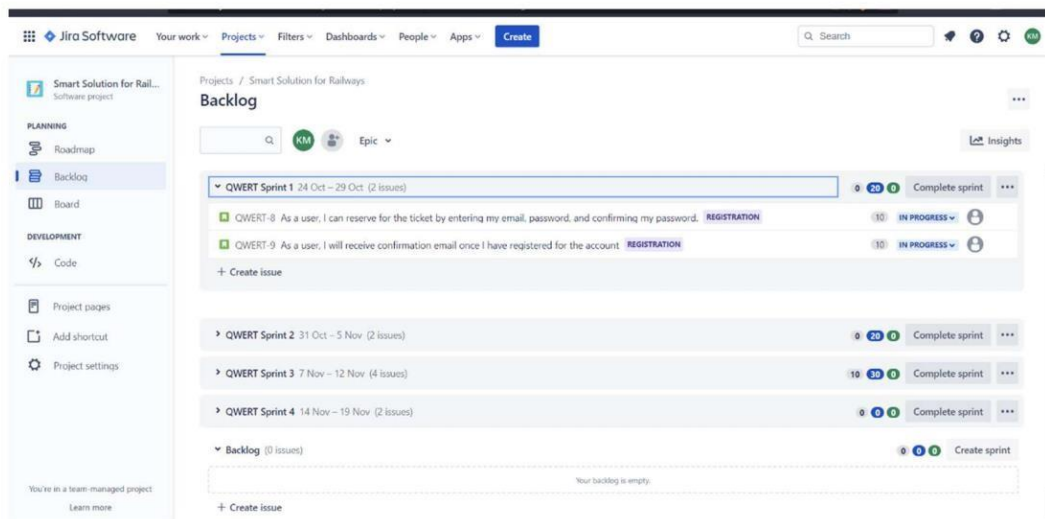 Jira Software Your work Projects Filters Dashboards People Apps Create Search KM
Smart Solution for Rail...
Software project
PLANNING
Roadmap
Backlog
Board
DEVELOPMENT
Code
Project pages
Add shortcut
Project settings
You're in a team-managed project
Learn more
Projects / Smart Solution for Railways
Backlog
KM Epic Insights
QWERT Sprint 1 24 Oct – 29 Oct (2 issues) 0 20 0 Complete sprint
QWERT-8 As a user, I can reserve for the ticket by entering my email, password, and confirming my password. REGISTRATION 10 IN PROGRESS
QWERT-9 As a user, I will receive confirmation email once I have registered for the account REGISTRATION 10 IN PROGRESS
+ Create issue
QWERT Sprint 2 31 Oct – 5 Nov (2 issues) 0 20 0 Complete sprint
QWERT Sprint 3 7 Nov – 12 Nov (4 issues) 10 30 0 Complete sprint
QWERT Sprint 4 14 Nov – 19 Nov (2 issues) 0 0 0 Complete sprint
Backlog (0 issues) 0 0 0 Create sprint
Your backlog is empty.
+ Create issue